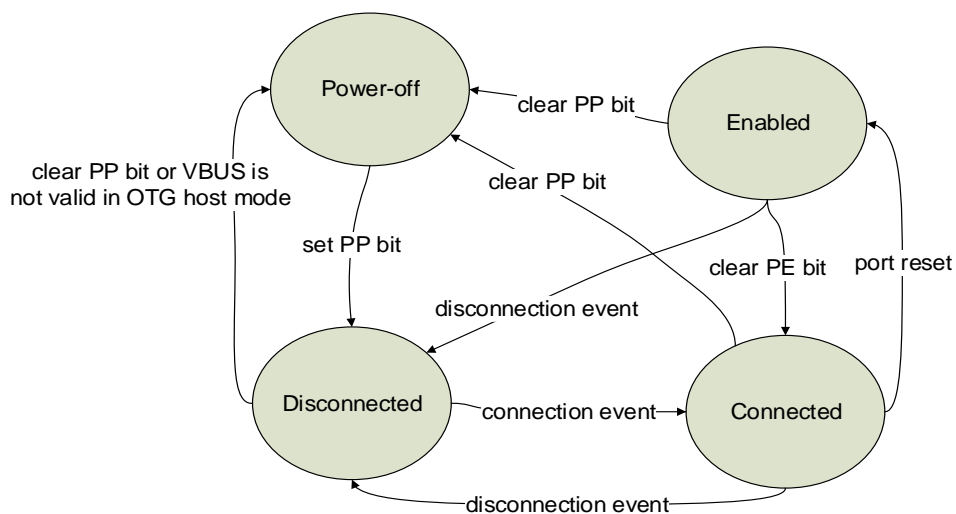 Power-off
Enabled
clear PP bit
clear PP bit or VBUS is
not valid in OTG host mode
clear PP bit
set PP bit
clear PE bit
port reset
disconnection event
Disconnected
connection event
Connected
disconnection event